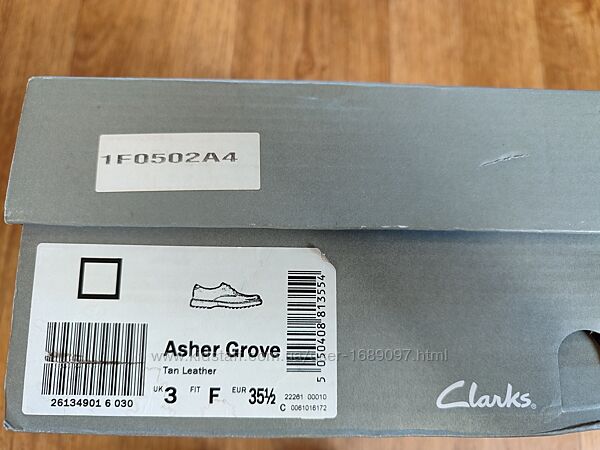 1F0502A4
Asher Grove
Tan Leather
UK 3 FIT F EUR 35½
22261 00010
C 0061016172
26134901 6 030
5 050408 813554
Clarks